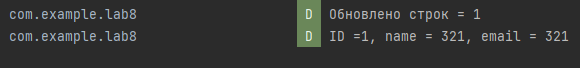 com.example.lab8 D Обновлено строк = 1
com.example.lab8 D ID =1, name = 321, email = 321